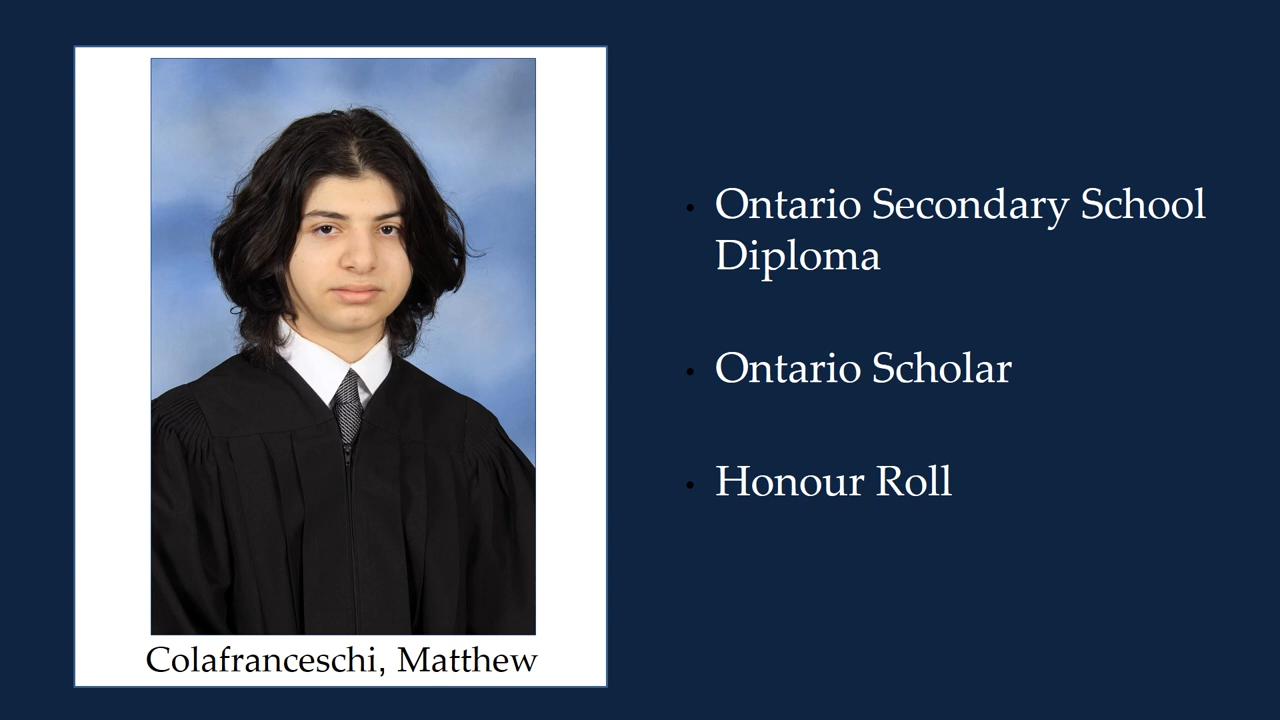 Ontario Secondary School
Diploma
Ontario Scholar
Honour Roll
Colafranceschi, Matthew